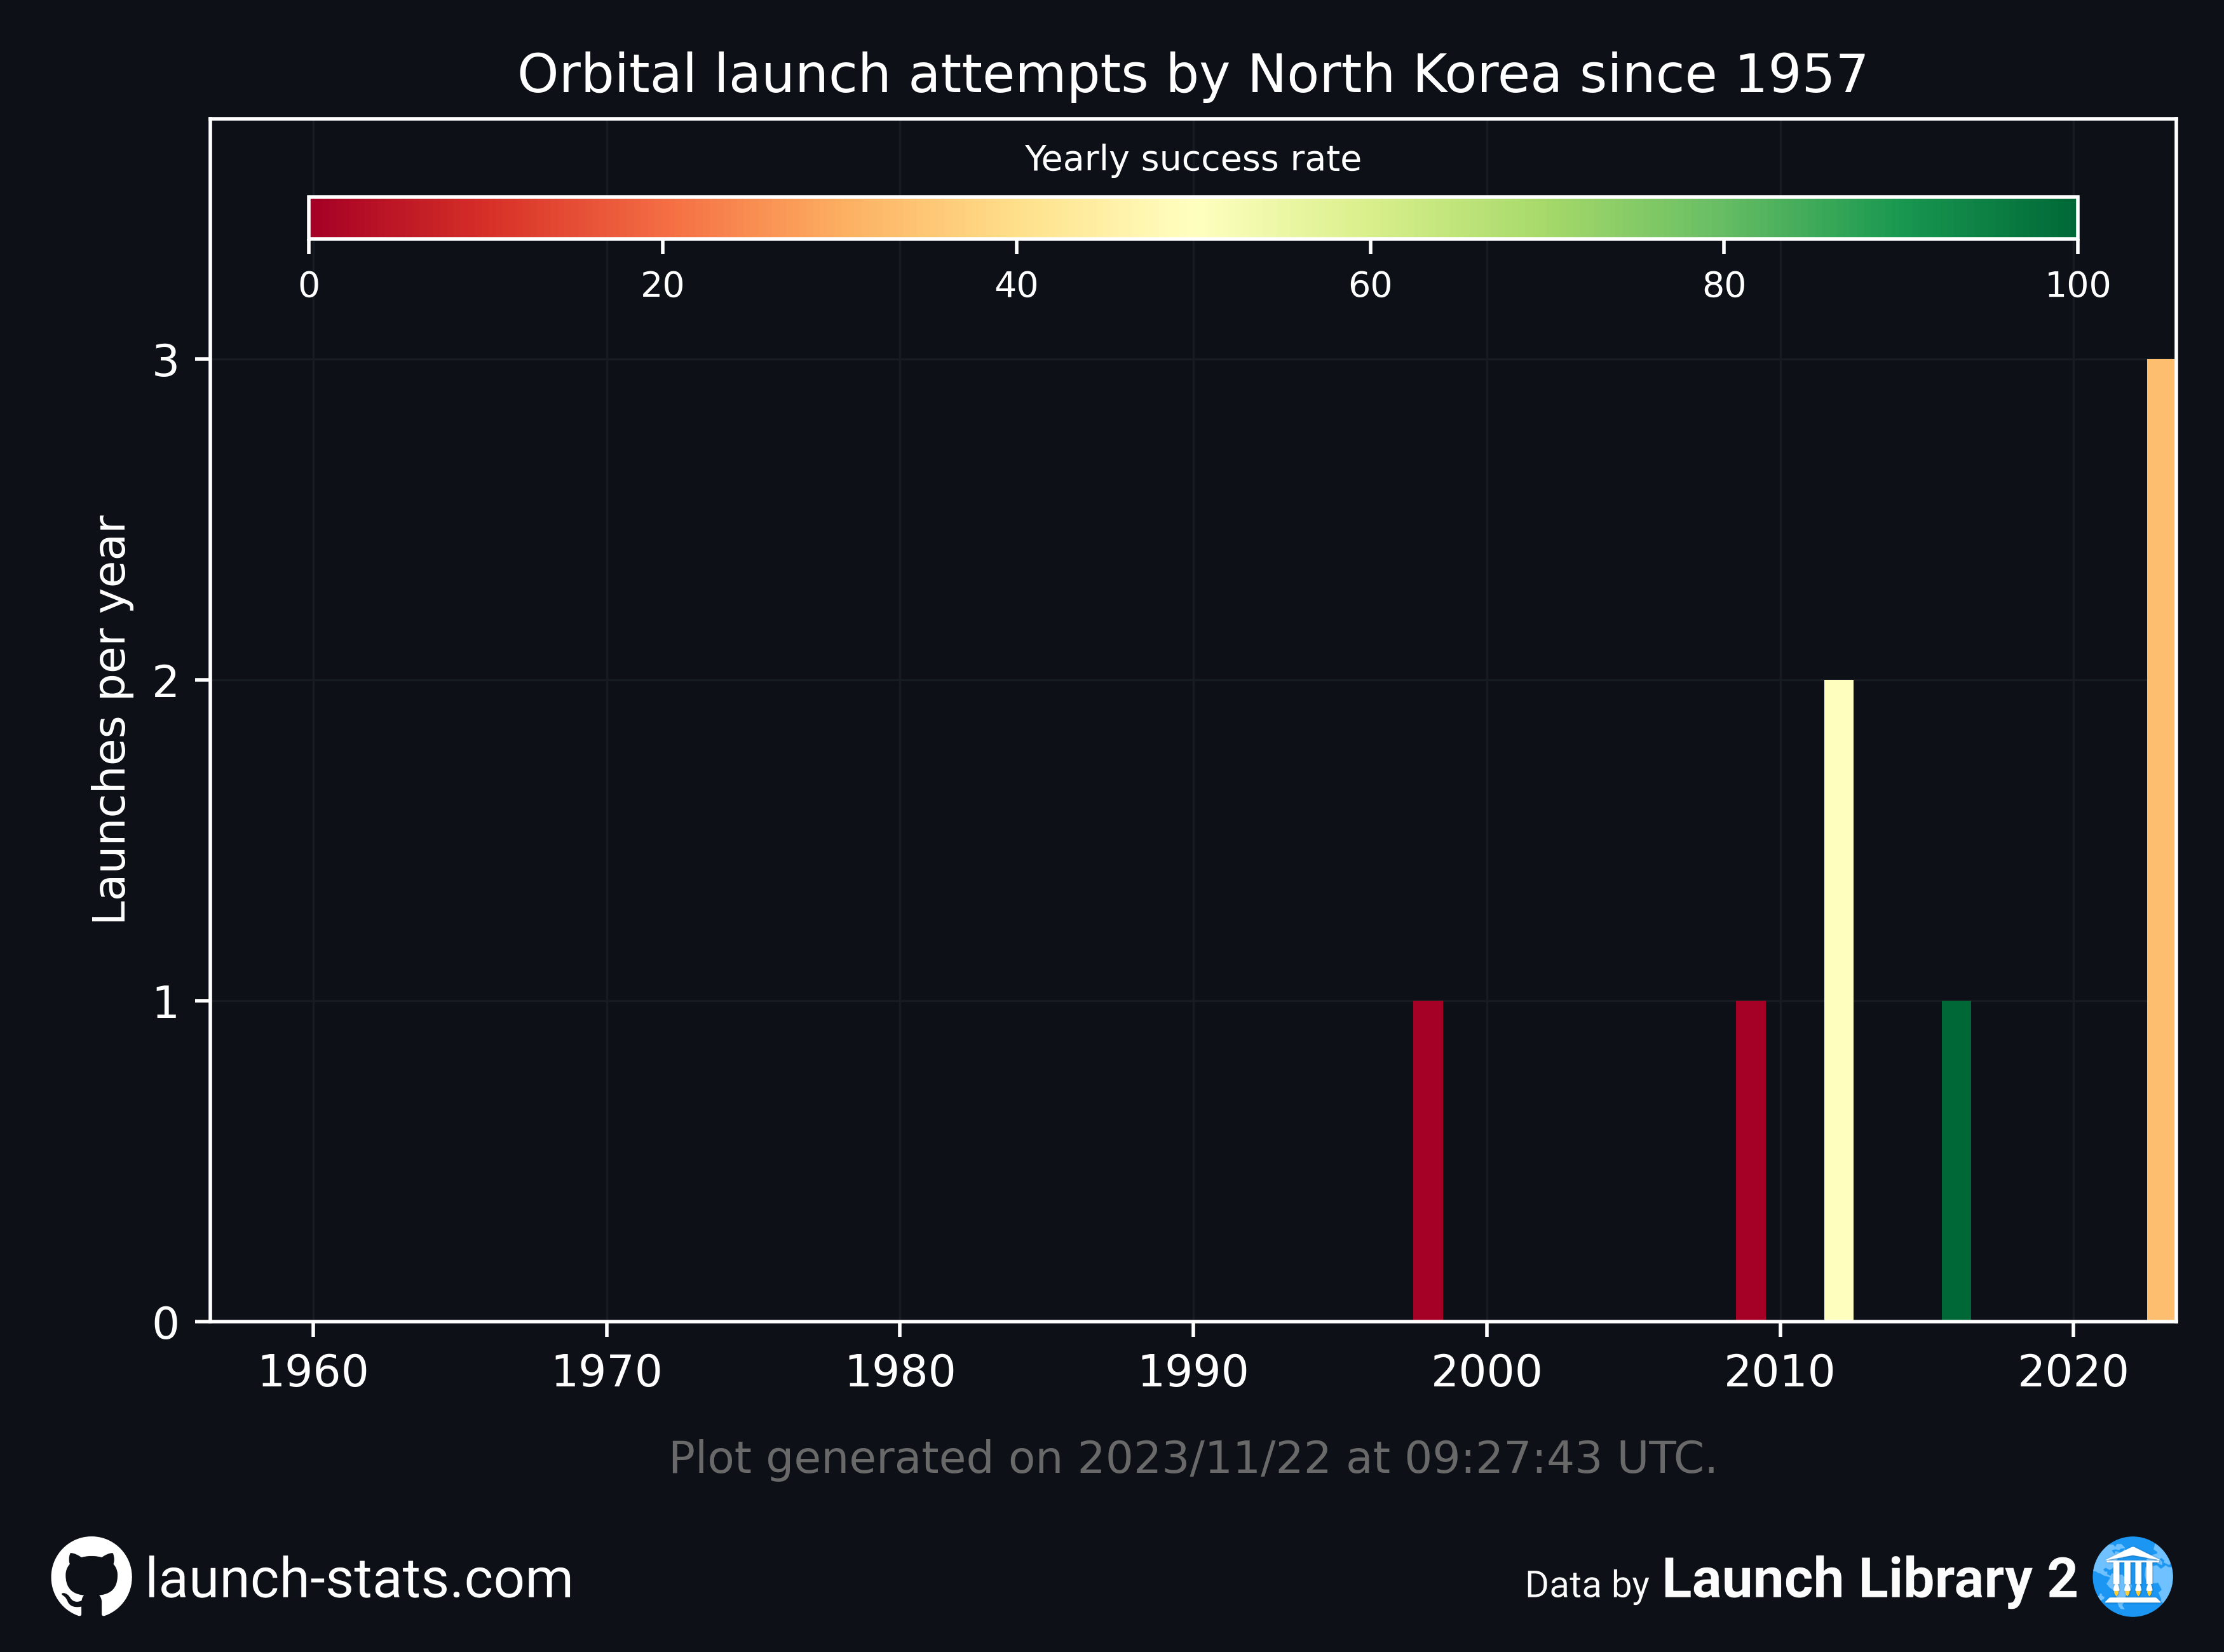 Orbital launch attempts by North Korea since 1957
Yearly success rate
0 20 40 60 80 100
Launches per year
3
2
1
0
1960 1970 1980 1990 2000 2010 2020
Plot generated on 2023/11/22 at 09:27:43 UTC.
launch-stats.com
Data by Launch Library 2